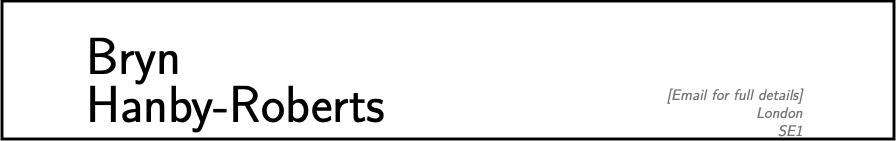 Bryn
Hanby-Roberts
[Email for full details]
London
SE1